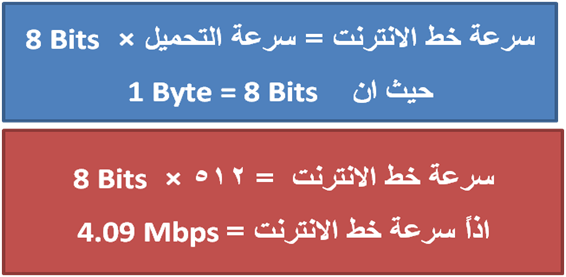 سرعة خط الانترنت = سرعة التحميل × 8 Bits
حيث ان 1 Byte = 8 Bits
سرعة خط الانترنت = ٥١٢ × 8 Bits
اذاً سرعة خط الانترنت = 4.09 Mbps